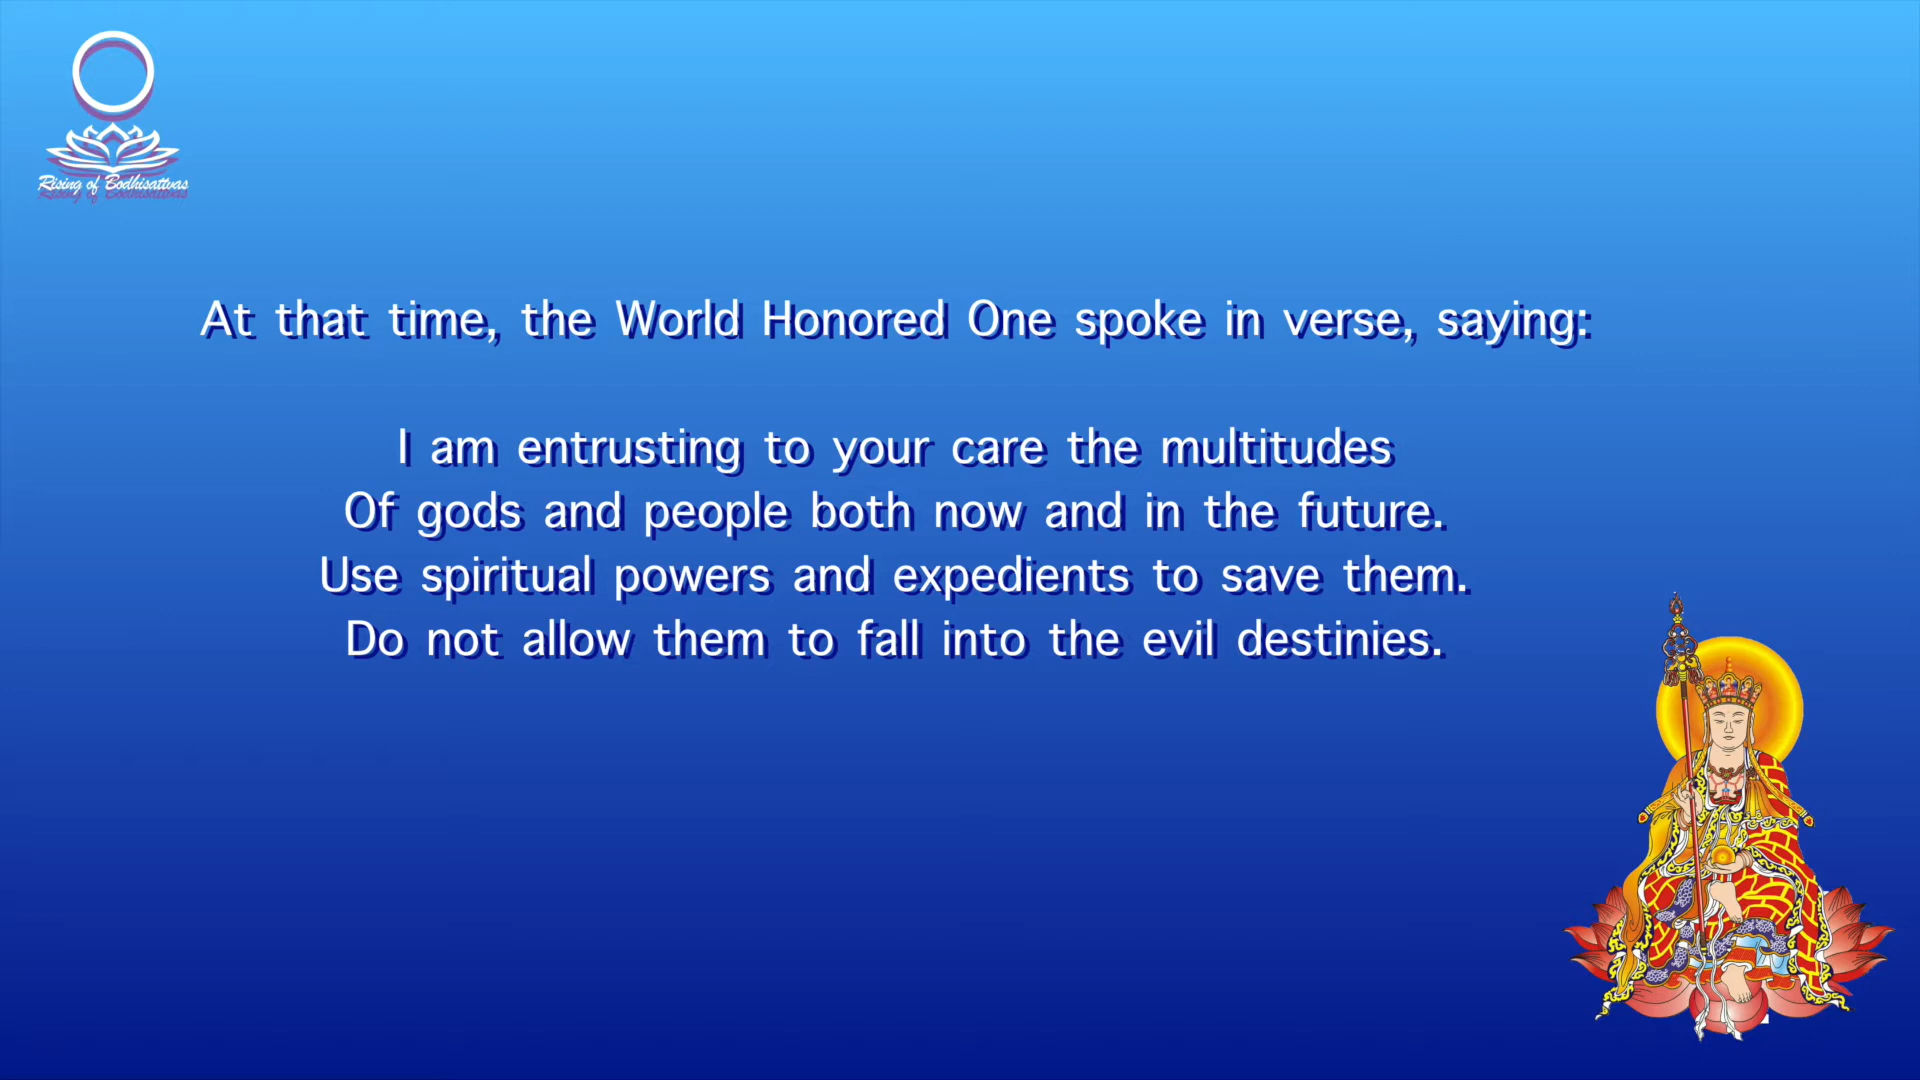 Rising of Bodhisattvas
At that time, the World Honored One spoke in verse, saying:
I am entrusting to your care the multitudes
Of gods and people both now and in the future.
Use spiritual powers and expedients to save them.
Do not allow them to fall into the evil destinies.